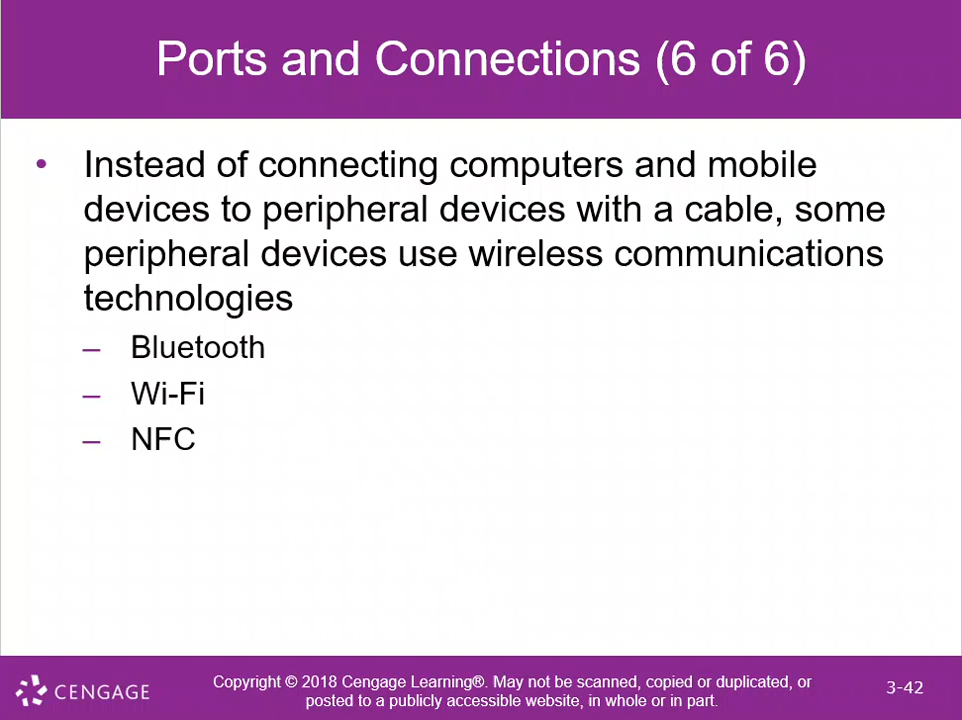 Ports and Connections (6 of 6)
• Instead of connecting computers and mobile
devices to peripheral devices with a cable, some
peripheral devices use wireless communications
technologies
– Bluetooth
– Wi-Fi
– NFC
CENGAGE
Copyright © 2018 Cengage Learning®. May not be scanned, copied or duplicated, or
posted to a publicly accessible website, in whole or in part.
3-42